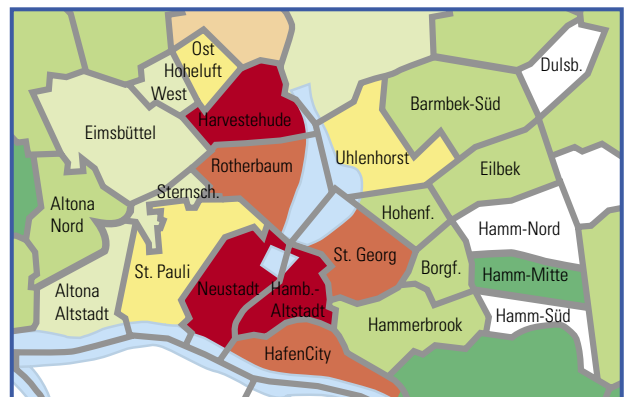 Ost
Hoheluft
West
Dulsb.
Harvestehude
Barmbek-Süd
Eimsbüttel
Rotherbaum
Uhlenhorst
Eilbek
Sternsch.
Altona
Nord
Hohenf.
Hamm-Nord
St. Pauli
St. Georg
Borgf.
Hamm-Mitte
Altona
Altstadt
Neustadt
Hamb.-
Altstadt
Hammerbrook
Hamm-Süd
HafenCity